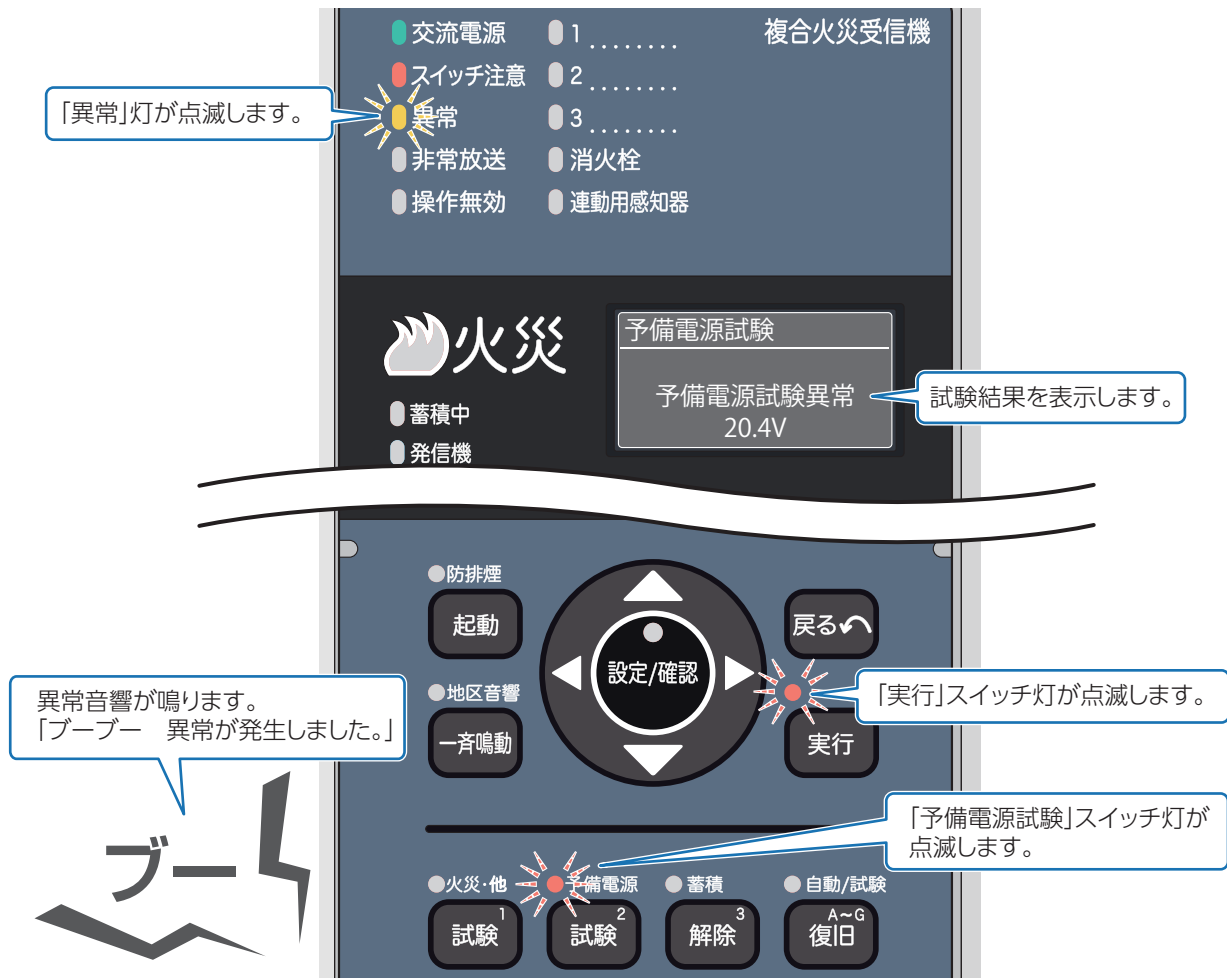 交流電源
スイッチ注意
異常
非常放送
操作無効
1 ........
2 ........
3 ........
消火栓
連動用感知器
複合火災受信機
「異常」灯が点滅します。
火災
蓄積中
発信機
予備電源試験
予備電源試験異常
20.4V
試験結果を表示します。
防排煙
起動
地区音響
一斉鳴動
設定/確認
戻る
実行
「実行」スイッチ灯が点滅します。
異常音響が鳴ります。
「ブーブー　異常が発生しました。」
ブー
「予備電源試験」スイッチ灯が
点滅します。
火災・他
試験 1
予備電源
試験 2
蓄積
解除 3
自動/試験
A～G
復旧